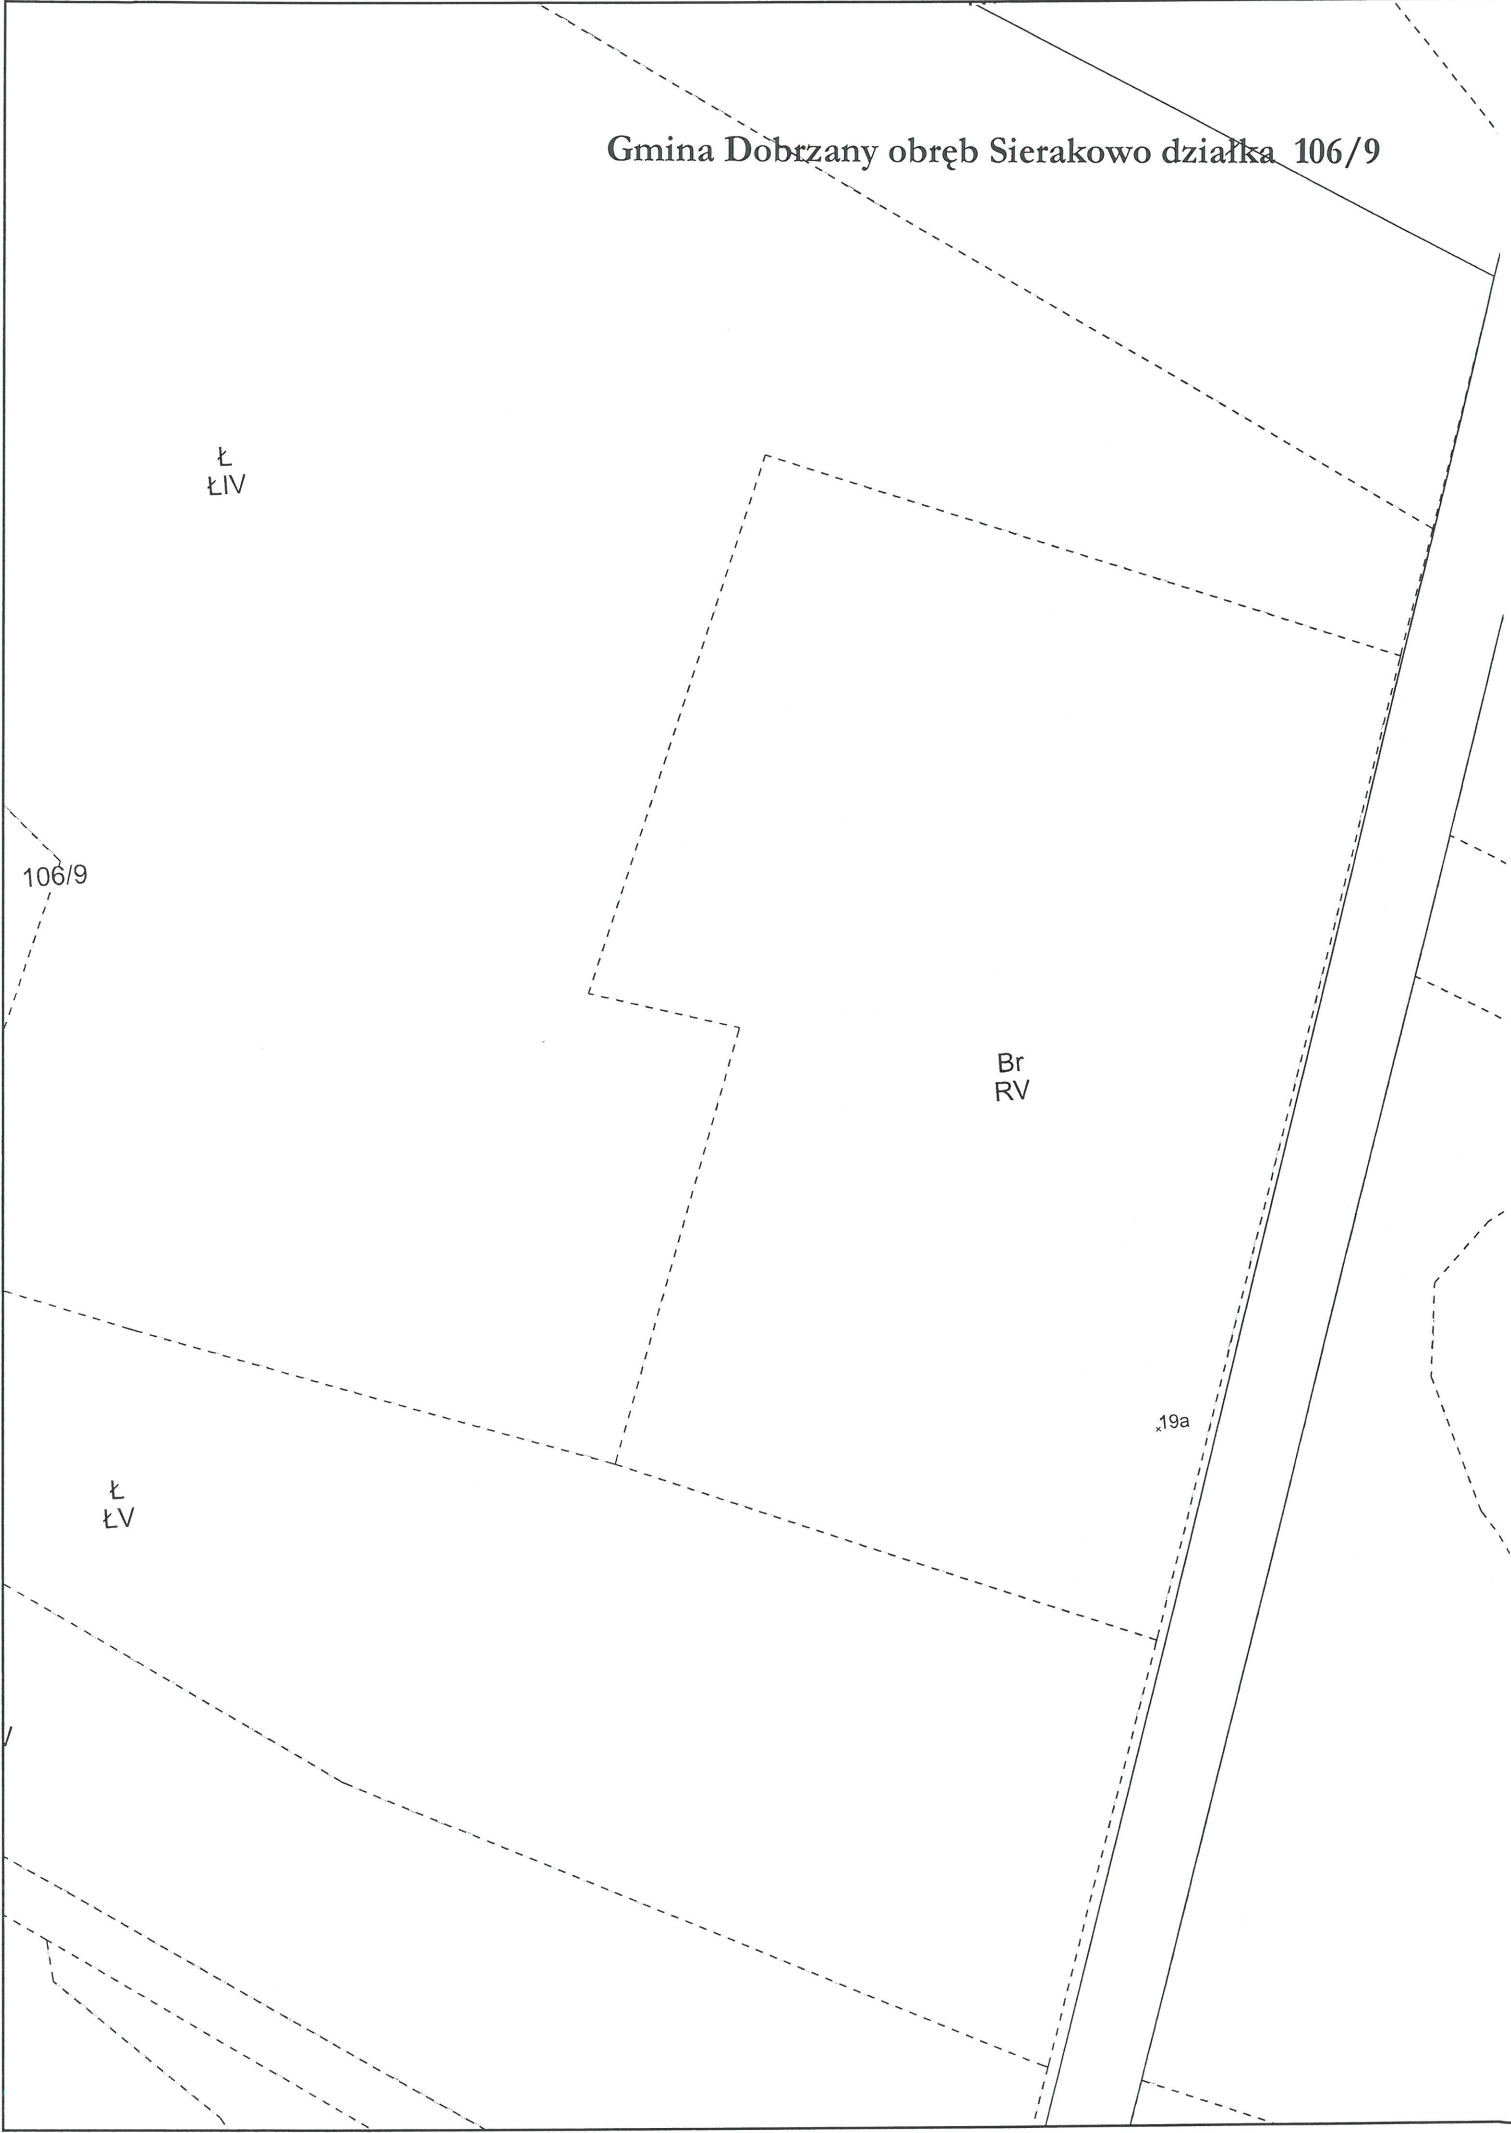 Gmina Dobrzany obręb Sierakowo działka 106/9
Ł
ŁIV
106/9
Br
RV
19a
Ł
ŁV